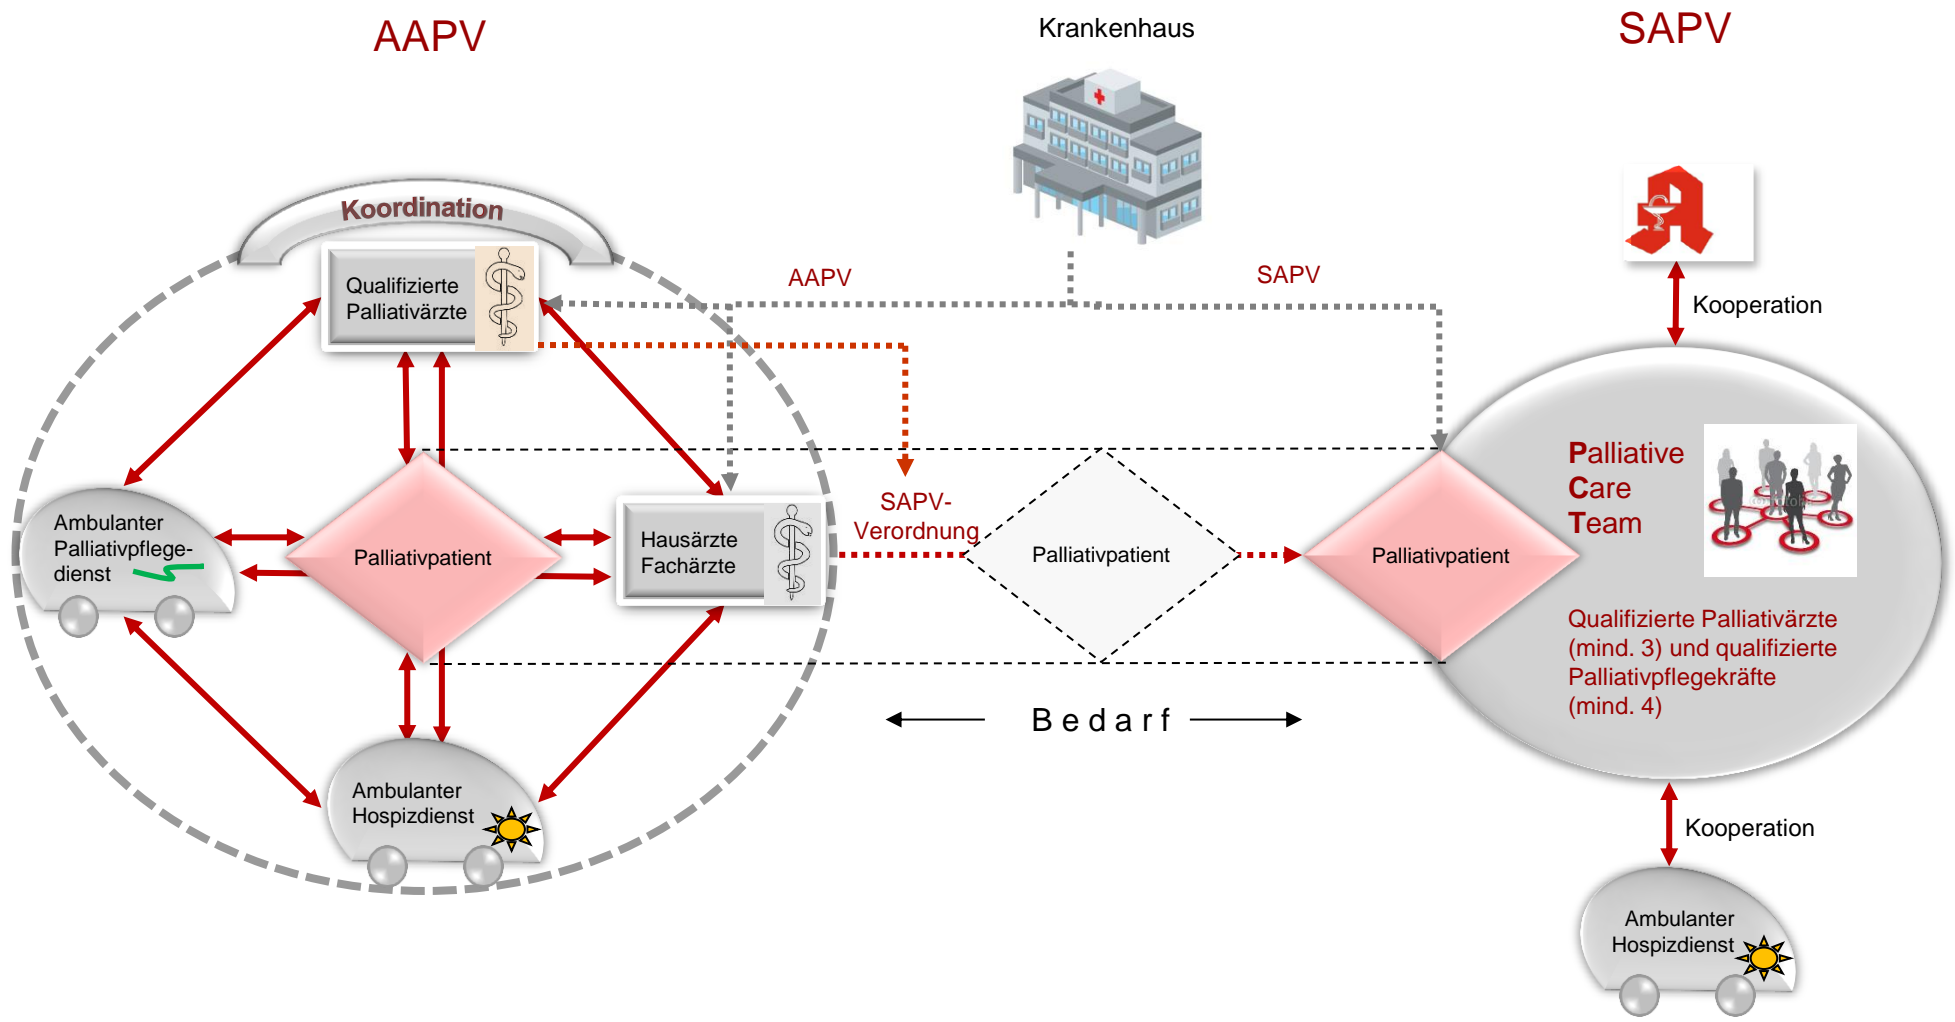 AAPV
Krankenhaus
SAPV
Koordination
Qualifizierte
Palliativärzte
AAPV
SAPV
Kooperation
Palliative
Care
Team
Ambulanter
Palliativpflege-
dienst
Palliativpatient
Hausärzte
Fachärzte
SAPV-
Verordnung
Palliativpatient
Palliativpatient
Qualifizierte Palliativärzte
(mind. 3) und qualifizierte
Palliativpflegekräfte
(mind. 4)
Bedarf
Ambulanter
Hospizdienst
Kooperation
Ambulanter
Hospizdienst